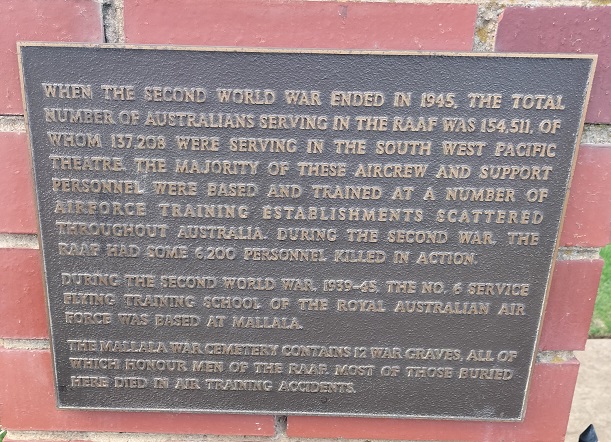 WHEN THE SECOND WORLD WAR ENDED IN 1945, THE TOTAL
NUMBER OF AUSTRALIANS SERVING IN THE RAAF WAS 154,511, OF
WHOM 137,208 WERE SERVING IN THE SOUTH WEST PACIFIC
THEATRE. THE MAJORITY OF THESE AIRCREW AND SUPPORT
PERSONNEL WERE BASED AND TRAINED AT A NUMBER OF
AIRFORCE TRAINING ESTABLISHMENTS SCATTERED
THROUGHOUT AUSTRALIA. DURING THE SECOND WAR, THE
RAAF HAD SOME 6,200 PERSONNEL KILLED IN ACTION.
DURING THE SECOND WORLD WAR, 1939-45, THE NO. 6 SERVICE
FLYING TRAINING SCHOOL OF THE ROYAL AUSTRALIAN AIR
FORCE WAS BASED AT MALLALA.
THE MALLALA WAR CEMETERY CONTAINS 12 WAR GRAVES, ALL OF
WHICH HONOUR MEN OF THE RAAF. MOST OF THOSE BURIED
HERE DIED IN AIR TRAINING ACCIDENTS.